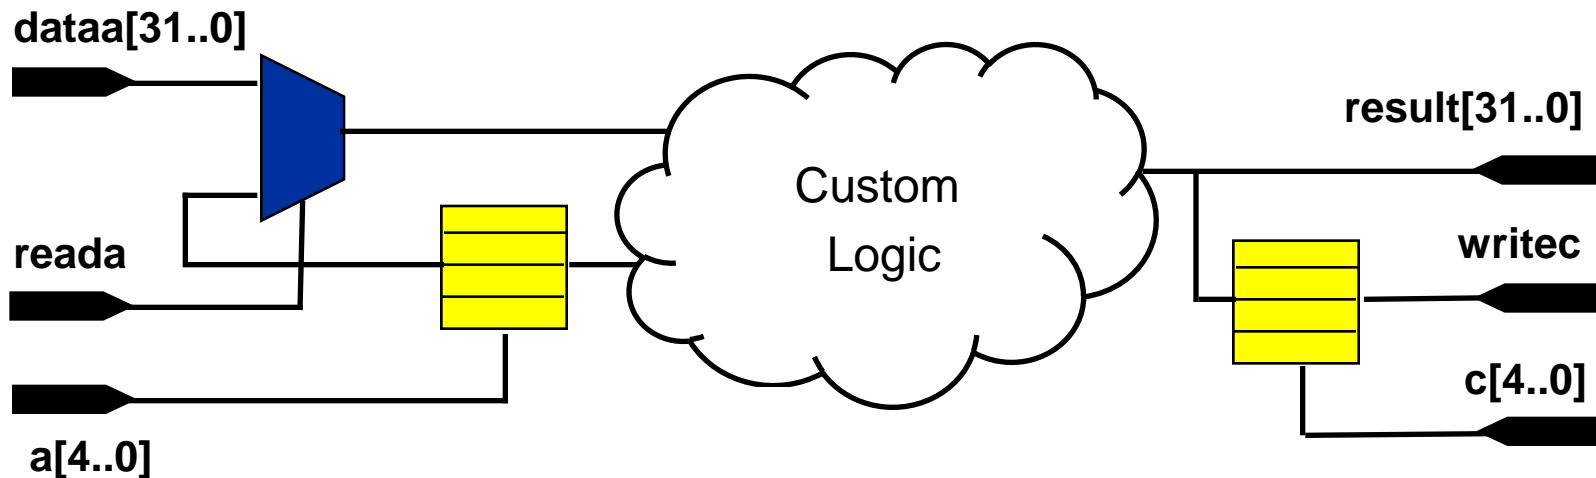 dataa[31..0]
reada
a[4..0]
Custom
Logic
result[31..0]
writec
c[4..0]